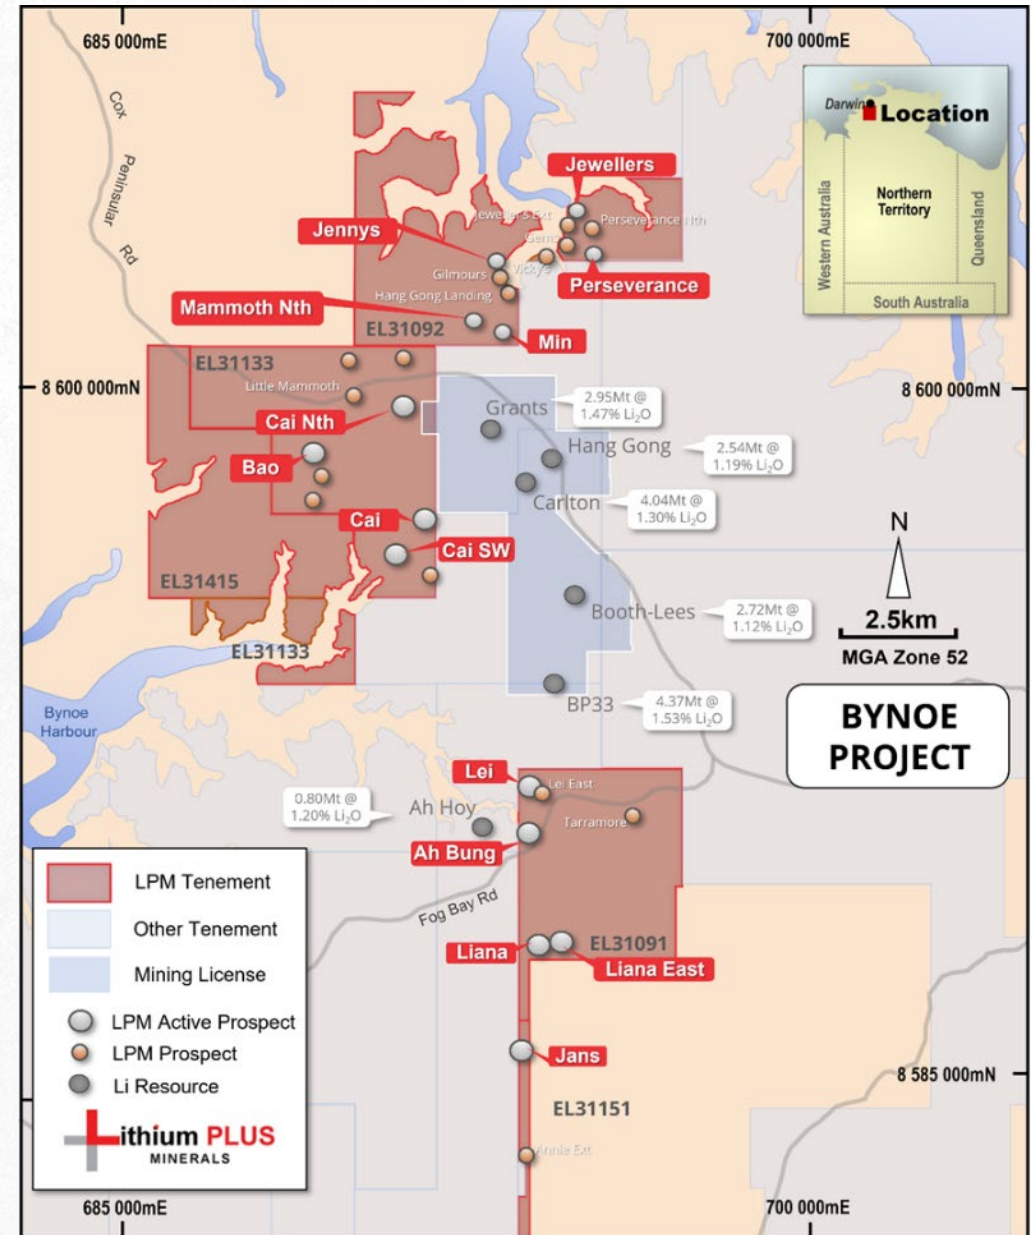 685 000mE
700 000mE
Cox
Peninsular
Rd
Darwin
Location
Northern
Territory
Western Australia
Queensland
South Australia
Jewellers
Jeweller's Ext
Perseverance Nth
Gems
Jennys
Vicky's
Gilmours
Perseverance
Hang Gong Landing
Mammoth Nth
EL31092
Min
EL31133
8 600 000mN
8 600 000mN
Little Mammoth
Cai Nth
Grants
2.95Mt @
1.47% Li₂O
Hang Gong
2.54Mt @
1.19% Li₂O
Bao
Carlton
4.04Mt @
1.30% Li₂O
Cai
Cai SW
N
EL31415
Booth-Lees
2.72Mt @
1.12% Li₂O
2.5km
MGA Zone 52
EL31133
BP33
4.37Mt @
1.53% Li₂O
Bynoe
Harbour
BYNOE
PROJECT
Lei
Lei East
0.80Mt @
1.20% Li₂O
Ah Hoy
Tarramore
Ah Bung
Fog Bay Rd
EL31091
Liana
Liana East
LPM Tenement
Other Tenement
Mining License
LPM Active Prospect
LPM Prospect
Li Resource
Lithium PLUS
MINERALS
Jans
8 585 000mN
EL31151
Annie Ext
685 000mE
700 000mE